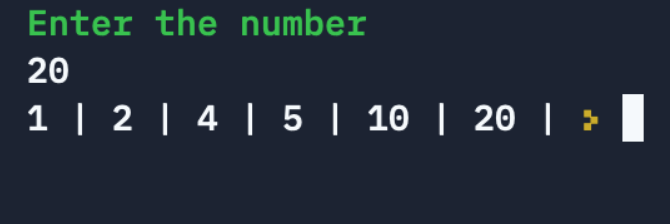 Enter the number
20
1 | 2 | 4 | 5 | 10 | 20 | >